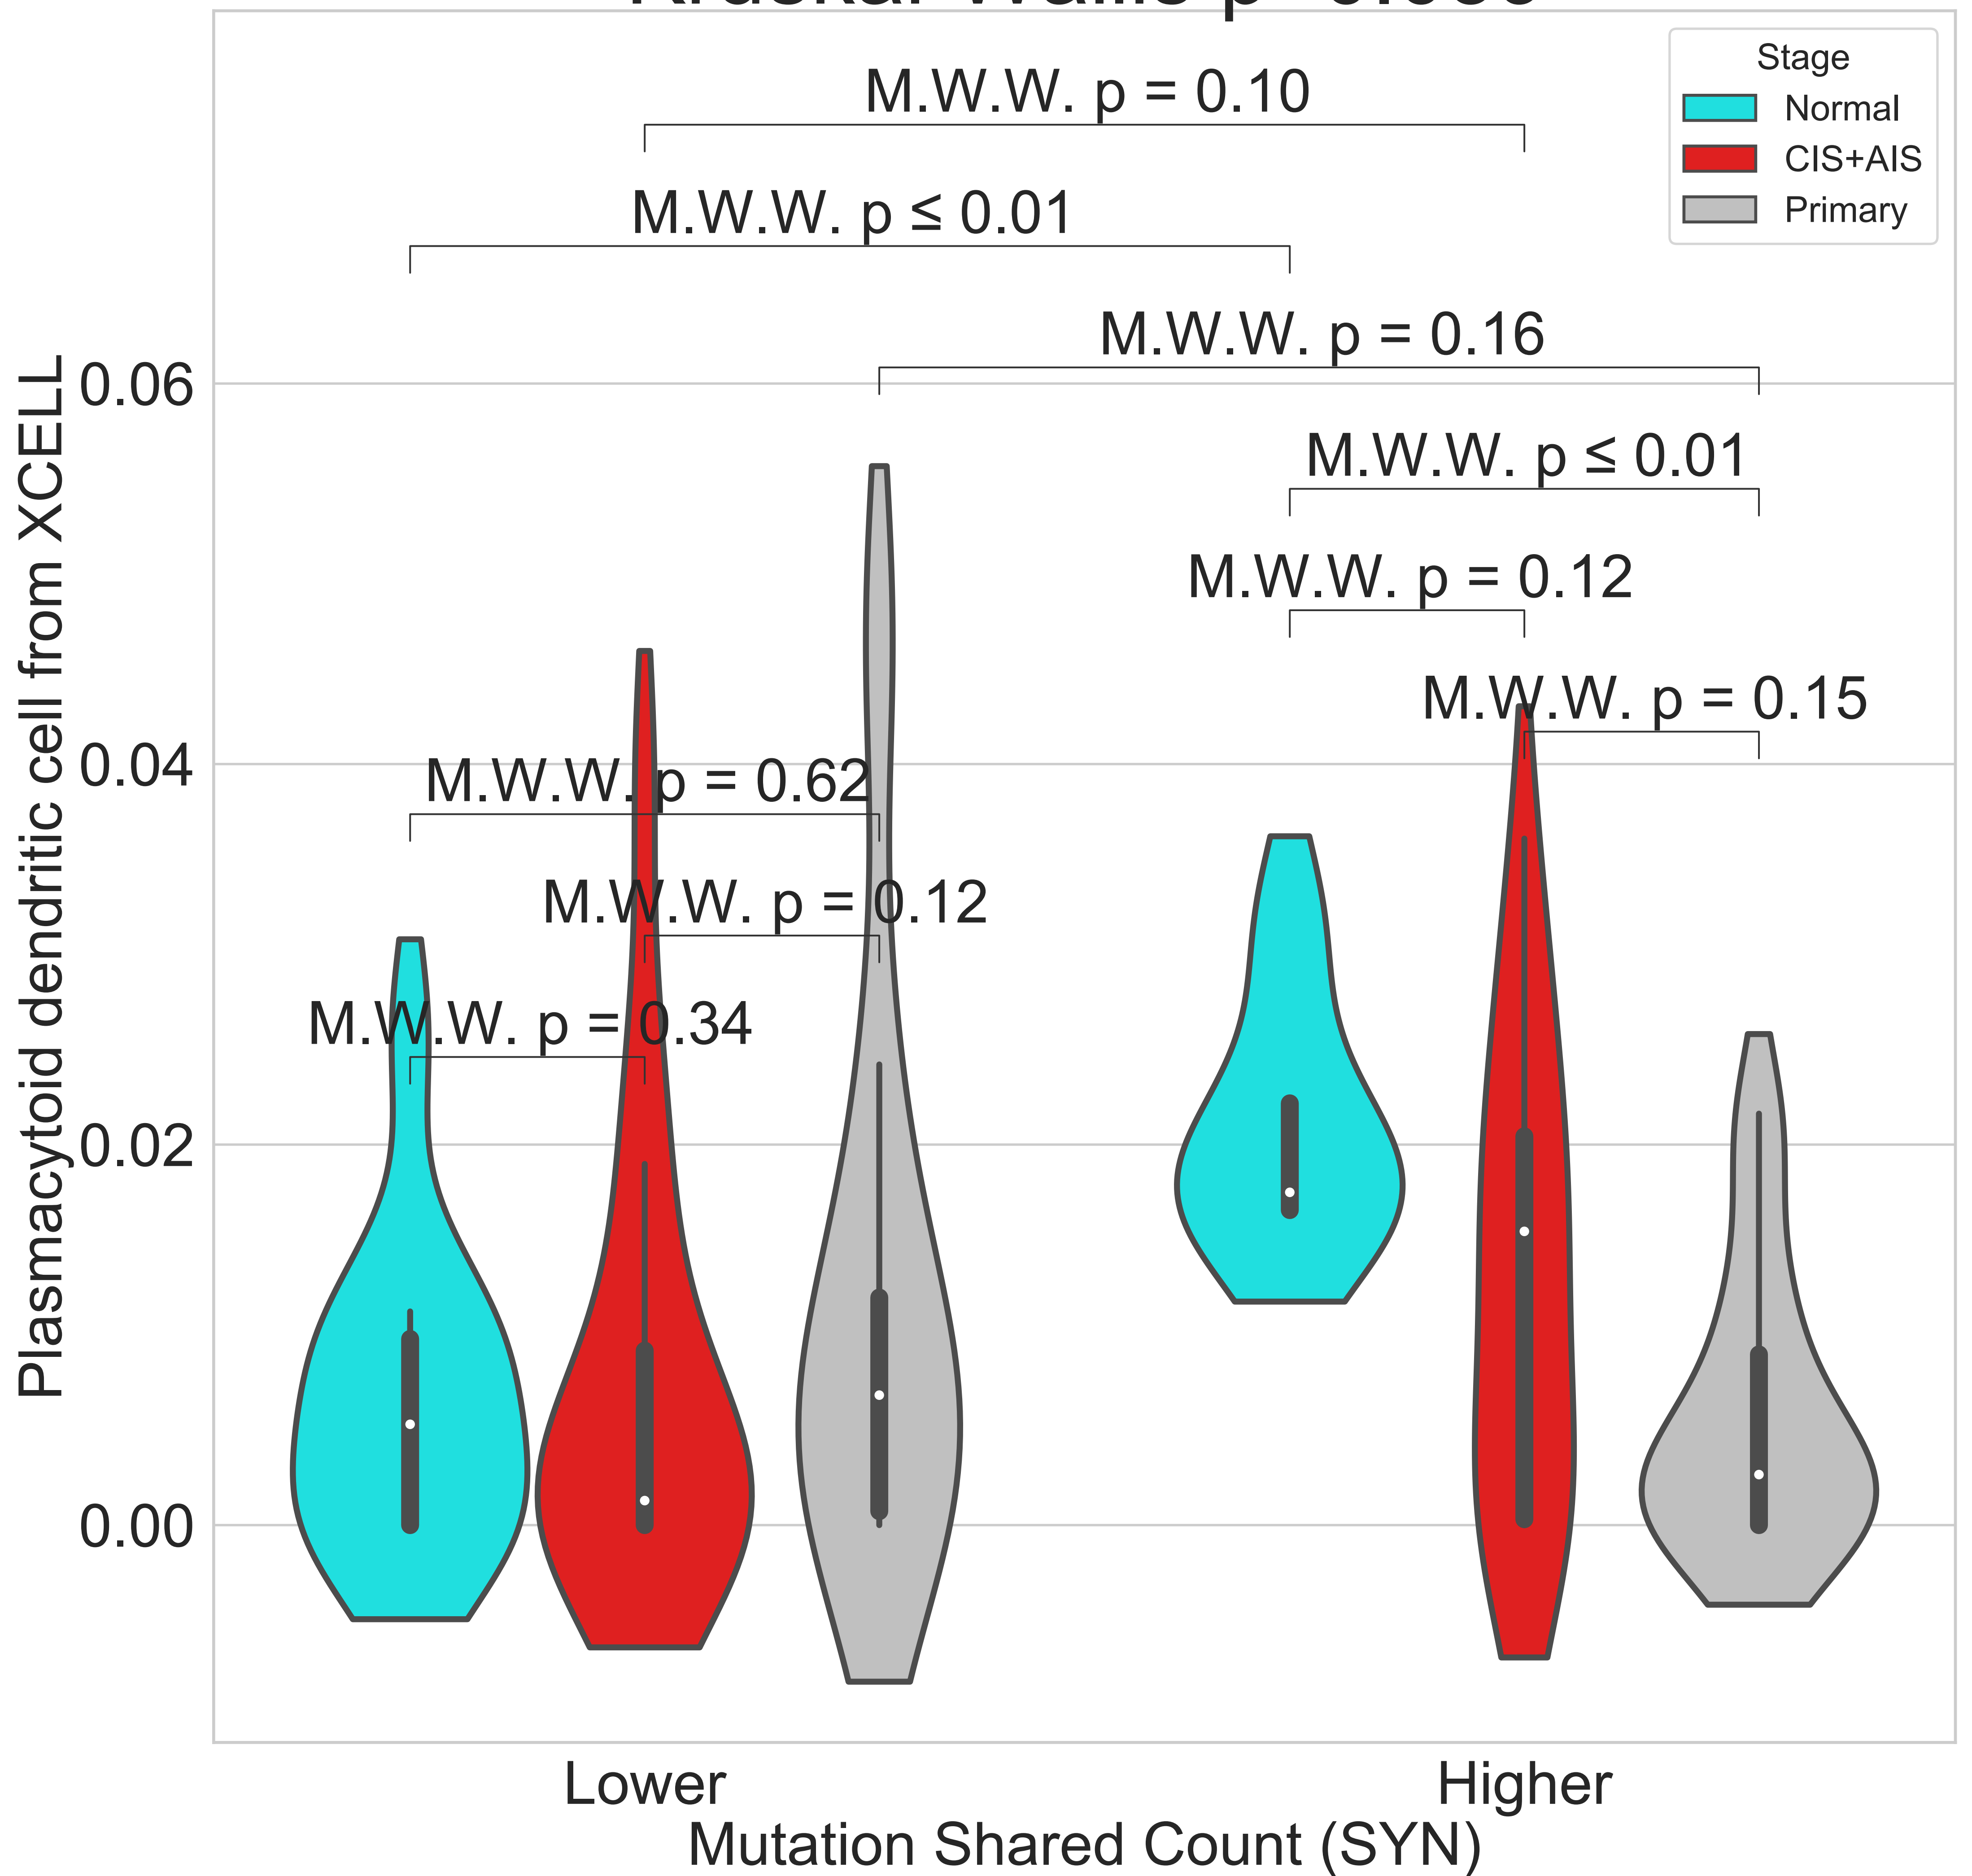 Stage
Normal
CIS+AIS
Primary
M.W.W. p = 0.10
M.W.W. p ≤ 0.01
M.W.W. p = 0.16
M.W.W. p ≤ 0.01
M.W.W. p = 0.12
M.W.W. p = 0.15
M.W.W. p = 0.62
M.W.W. p = 0.12
M.W.W. p = 0.34
Plasmacytoid dendritic cell from XCELL
0.06
0.04
0.02
0.00
Lower
Higher
Mutation Shared Count (SYN)